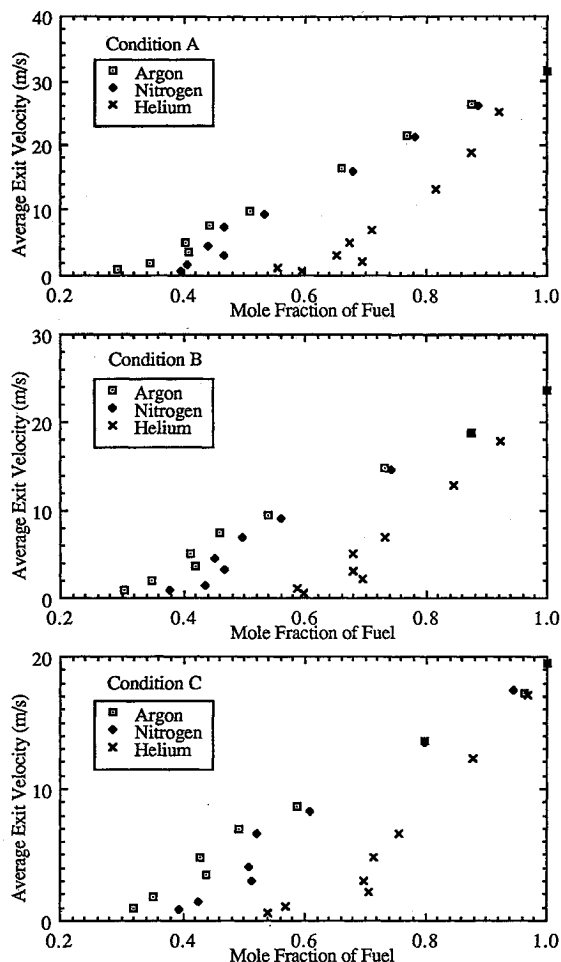 40
30
20
10
0
Average Exit Velocity (m/s)
Condition A
Argon
Nitrogen
Helium
0.2 0.4 0.6 0.8 1.0
Mole Fraction of Fuel
30
20
10
0
Average Exit Velocity (m/s)
Condition B
Argon
Nitrogen
Helium
0.2 0.4 0.6 0.8 1.0
Mole Fraction of Fuel
20
10
0
Average Exit Velocity (m/s)
Condition C
Argon
Nitrogen
Helium
0.2 0.4 0.6 0.8 1.0
Mole Fraction of Fuel